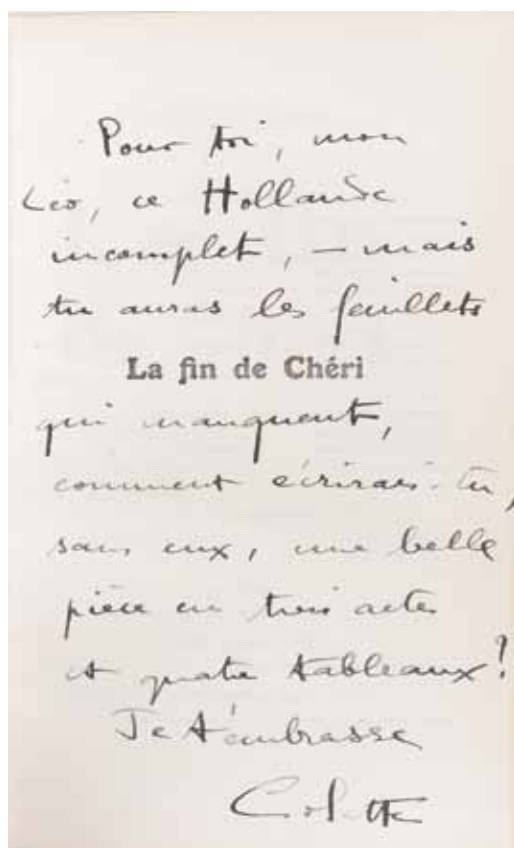 Pour toi, mon
Léo, ce Hollande
incomplet, – mais
tu auras les feuillets
La fin de Chéri
qui manquent,
comment écrirais-tu,
sans eux, une belle
pièce en trois actes
et quatre tableaux?
Je t'embrasse
Colette